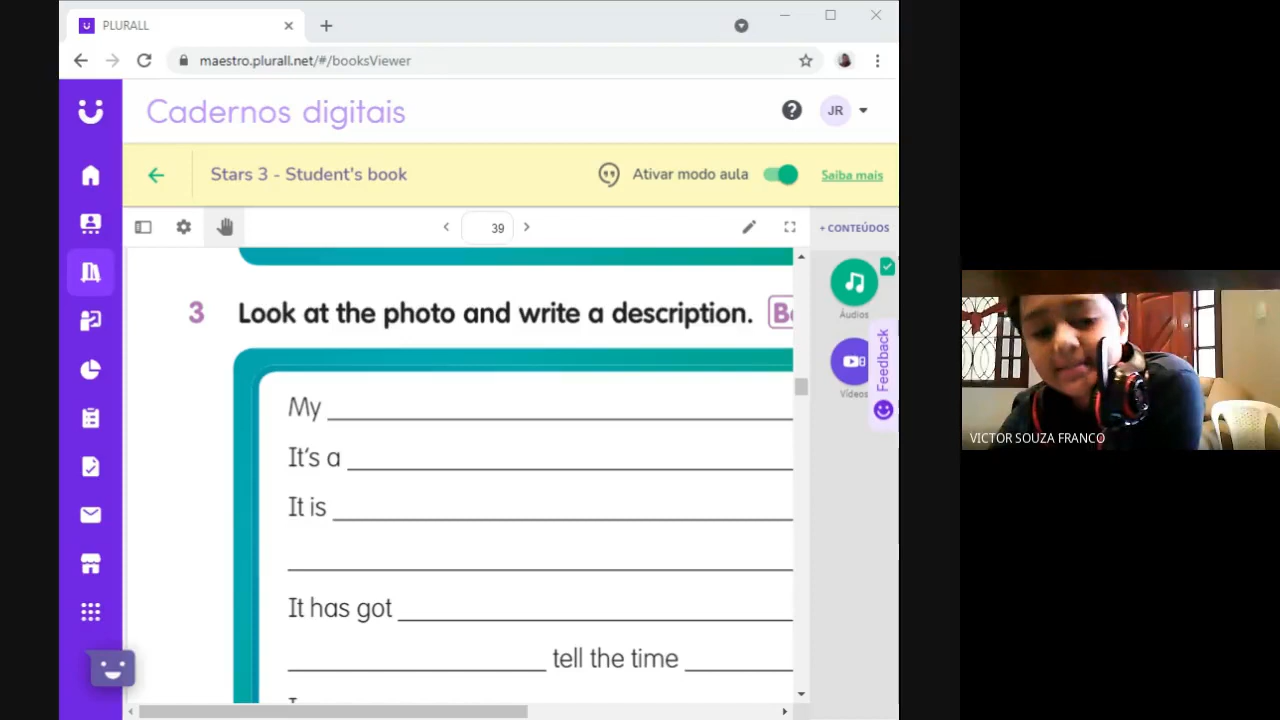 PLURALL
maestro.plurall.net/#/booksViewer
Cadernos digitais
JR
Stars 3 - Student's book
Ativar modo aula
Saiba mais
39
+ CONTEÚDOS
3 Look at the photo and write a description.
Áudios
Vídeos
Feedback
My
It's a
It is
It has got
tell the time
VICTOR SOUZA FRANCO